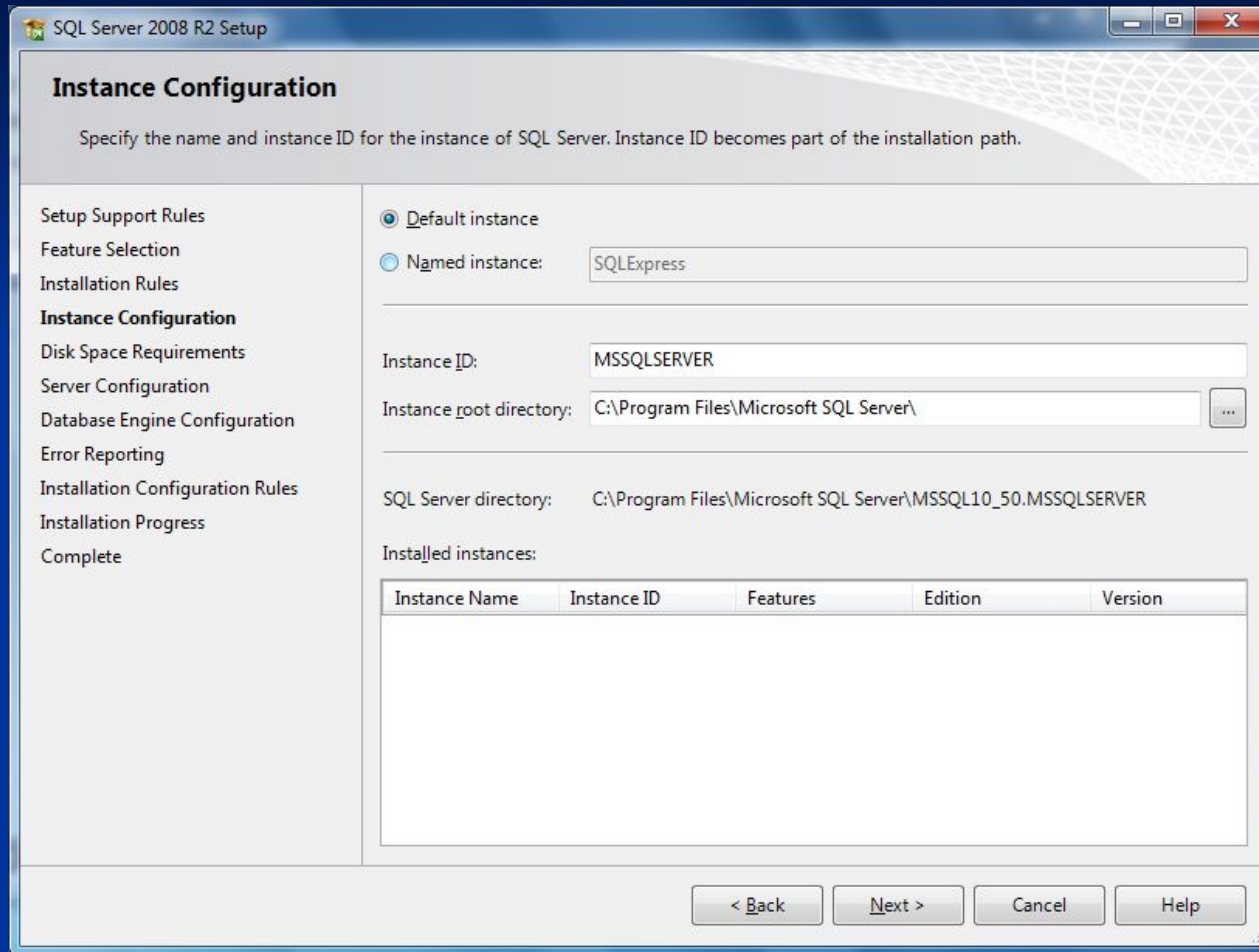 SQL Server 2008 R2 Setup
Instance Configuration
Specify the name and instance ID for the instance of SQL Server. Instance ID becomes part of the installation path.
Setup Support Rules
Feature Selection
Installation Rules
Instance Configuration
Disk Space Requirements
Server Configuration
Database Engine Configuration
Error Reporting
Installation Configuration Rules
Installation Progress
Complete
Default instance
Named instance: SQLExpress
Instance ID: MSSQLSERVER
Instance root directory: C:\Program Files\Microsoft SQL Server\ ...
SQL Server directory: C:\Program Files\Microsoft SQL Server\MSSQL10_50.MSSQLSERVER
Installed instances:
Instance Name Instance ID Features Edition Version
< Back Next > Cancel Help